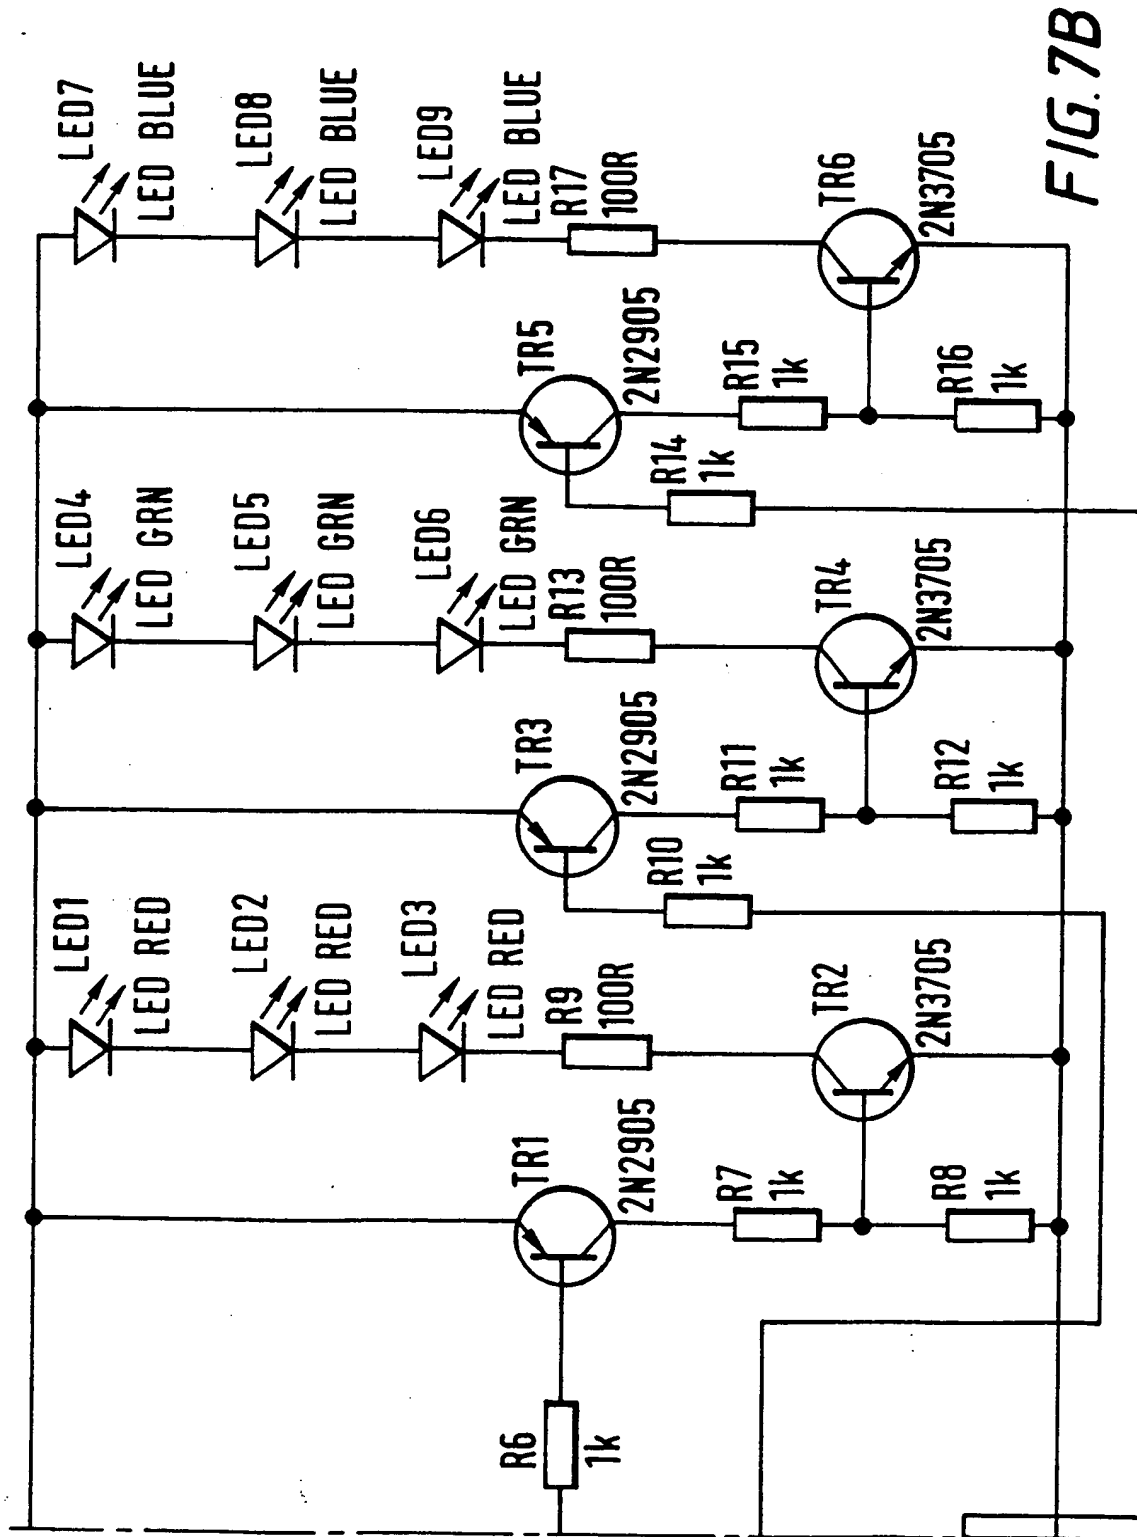 LED7
LED BLUE
LED8
LED BLUE
LED9
LED BLUE
R17
100R
TR6
2N3705
TR5
2N2905
R15
1k
R16
1k
R14
1k
LED4
LED GRN
LED5
LED GRN
LED6
LED GRN
R13
100R
TR4
2N3705
TR3
2N2905
R11
1k
R12
1k
R10
1k
LED1
LED RED
LED2
LED RED
LED3
LED RED
R9
100R
TR2
2N3705
TR1
2N2905
R7
1k
R8
1k
R6
1k
FIG. 7B